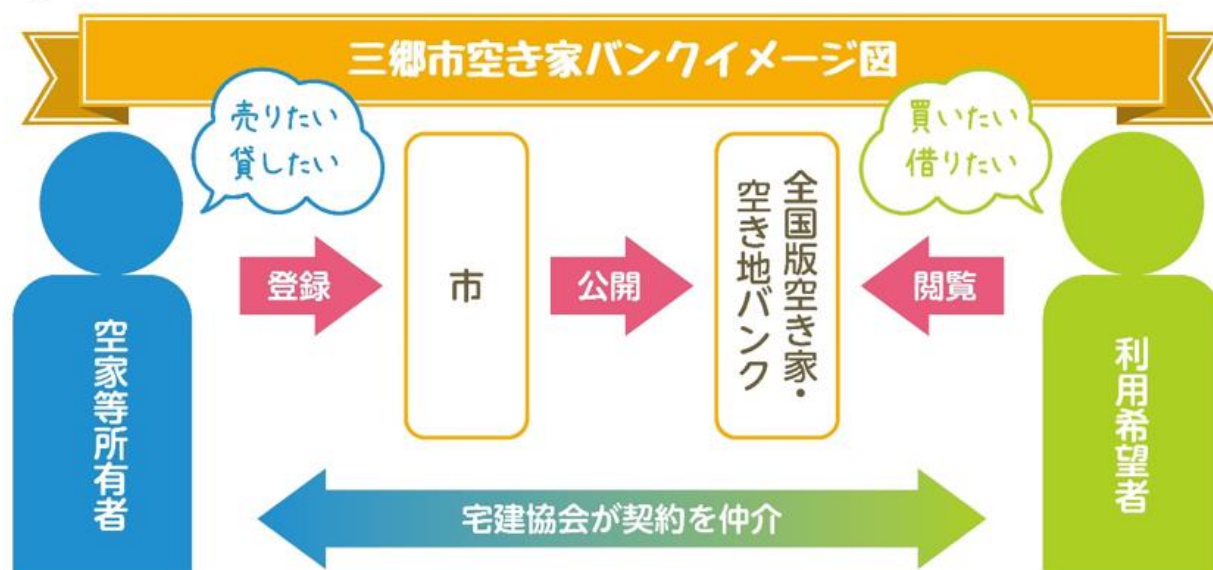 三郷市空き家バンクイメージ図
売りたい
貸したい
買いたい
借りたい
空家等所有者
登録
市
公開
全国版空き家・
空き地バンク
閲覧
利用希望者
宅建協会が契約を仲介